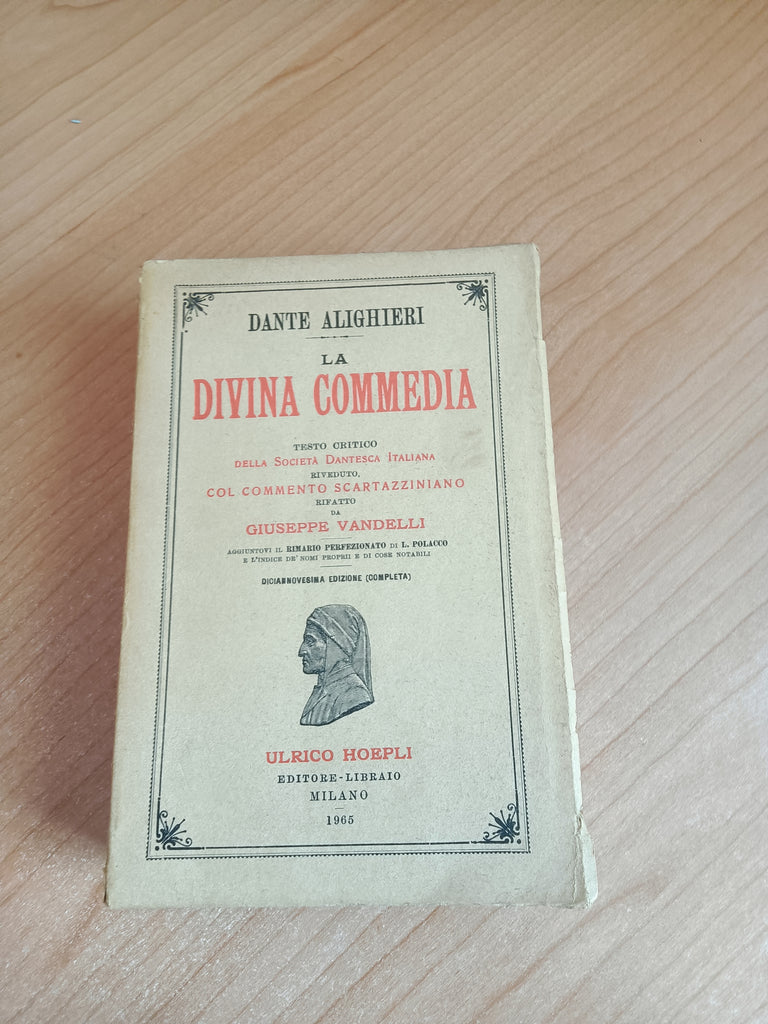 DANTE ALIGHIERI
LA
DIVINA COMMEDIA
TESTO CRITICO
DELLA SOCIETÀ DANTESCA ITALIANA
RIVEDUTO,
COL COMMENTO SCARTAZZINIANO
RIFATTO
DA
GIUSEPPE VANDELLI
AGGIUNTOVI IL RIMARIO PERFEZIONATO DI L. POLACCO
E L'INDICE DE' NOMI PROPRII E DI COSE NOTABILI
DICIANNOVESIMA EDIZIONE (COMPLETA)
ULRICO HOEPLI
EDITORE-LIBRAIO
MILANO
1965